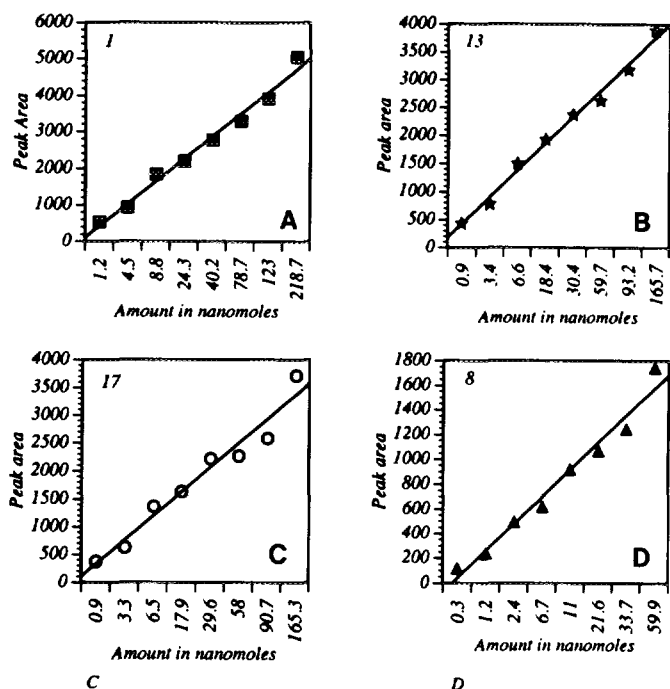 1
6000
5000
4000
3000
2000
1000
0
Peak Area
A
1.2 4.5 8.8 24.3 40.2 78.7 123 218.7
Amount in nanomoles
13
4000
3500
3000
2500
2000
1500
1000
500
0
Peak area
B
0.9 3.4 6.6 18.4 30.4 59.7 93.2 165.7
Amount in nanomoles
17
4000
3500
3000
2500
2000
1500
1000
500
0
Peak area
C
0.9 3.3 6.5 17.9 29.6 58 90.7 165.3
Amount in nanomoles
C
8
1800
1600
1400
1200
1000
800
600
400
200
0
Peak area
D
0.3 1.2 2.4 6.7 11 21.6 33.7 59.9
Amount in nanomoles
D